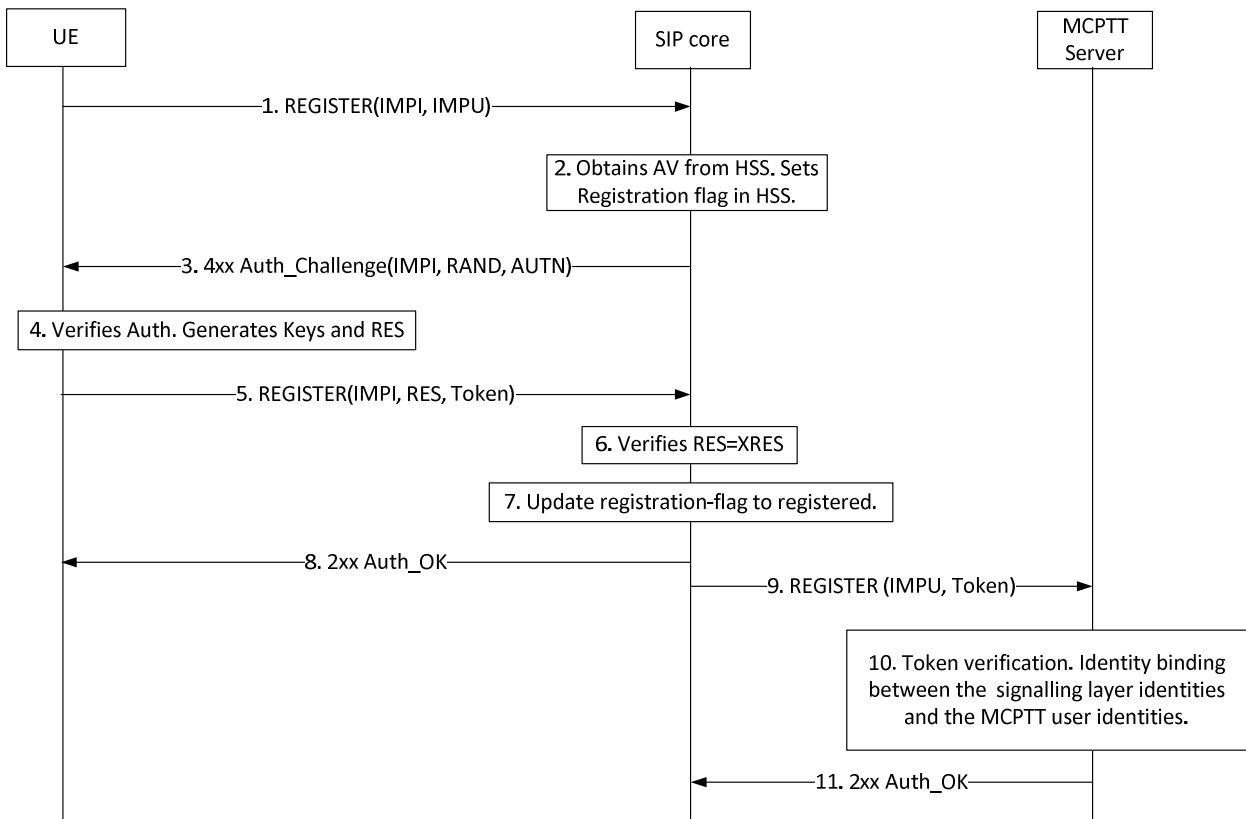 UE
SIP core
MCPTT
Server
1. REGISTER(IMPI, IMPU)
2. Obtains AV from HSS. Sets
Registration flag in HSS.
3. 4xx Auth_Challenge(IMPI, RAND, AUTN)
4. Verifies Auth. Generates Keys and RES
5. REGISTER(IMPI, RES, Token)
6. Verifies RES=XRES
7. Update registration-flag to registered.
8. 2xx Auth_OK
9. REGISTER (IMPU, Token)
10. Token verification. Identity binding
between the signalling layer identities
and the MCPTT user identities.
11. 2xx Auth_OK